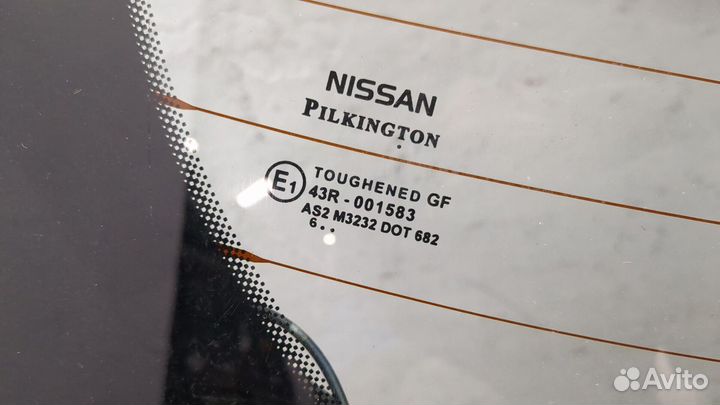 NISSAN
PILKINGTON
E1
TOUGHENED GF
43R - 001583
AS2 M3232 DOT 682
6..
Avito